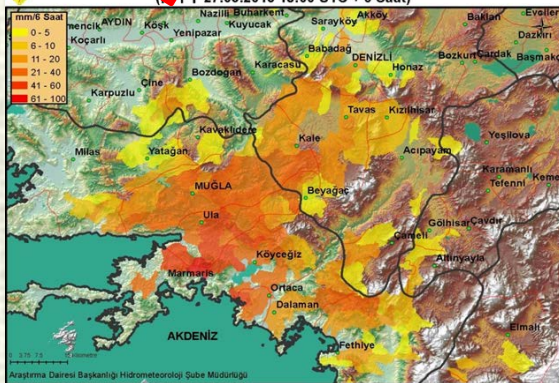 mm/6 Saat
0 - 5
6 - 10
11 - 20
21 - 40
41 - 60
61 - 100
AYDIN
Köşk
Nazilli
Buharkent
Kuyucak
Yenipazar
Koçarlı
Sarayköy
Akköy
Baklan
Dazkırı
Babadağ
DENİZLİ
Honaz
Bozkurt
Çardak
Karacasu
Bozdoğan
Çine
Karpuzlu
Tavas
Kızılhisar
Kavaklıdere
Kale
Acıpayam
Yeşilova
Milas
Yatağan
Karamanlı
Tefenni
MUĞLA
Beyağaç
Ula
Gölhisar
Çavdır
Çameli
Altınyayla
Köyceğiz
Marmaris
Ortaca
Dalaman
AKDENİZ
Fethiye
Elmalı
kilometre
Araştırma Dairesi Başkanlığı Hidrometeoroloji Şube Müdürlüğü